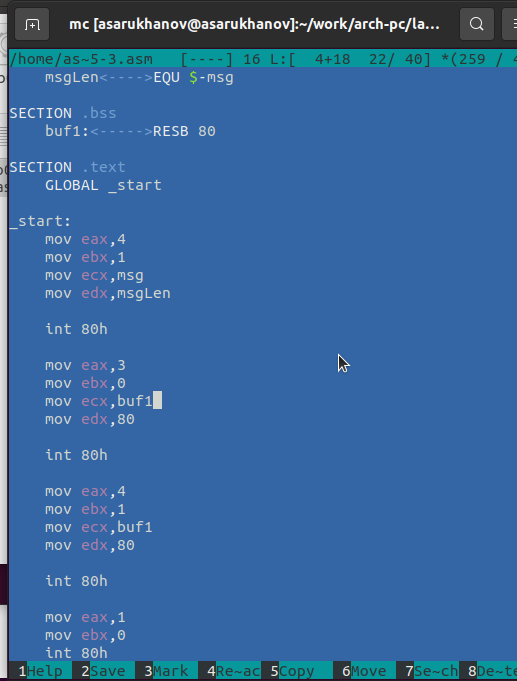 mc [asarukhanov@asarukhanov]:~/work/arch-pc/la...
/home/as~5-3.asm [----] 16 L:[ 4+18 22/ 40] *(259 / 4
msgLen<---->EQU $-msg
SECTION .bss
buf1:<----->RESB 80
SECTION .text
GLOBAL _start
_start:
mov eax,4
mov ebx,1
mov ecx,msg
mov edx,msgLen
int 80h
mov eax,3
mov ebx,0
mov ecx,buf1
mov edx,80
int 80h
mov eax,4
mov ebx,1
mov ecx,buf1
mov edx,80
int 80h
mov eax,1
mov ebx,0
int 80h
1Help 2Save 3Mark 4Re~ac 5Copy 6Move 7Se~ch 8De~te